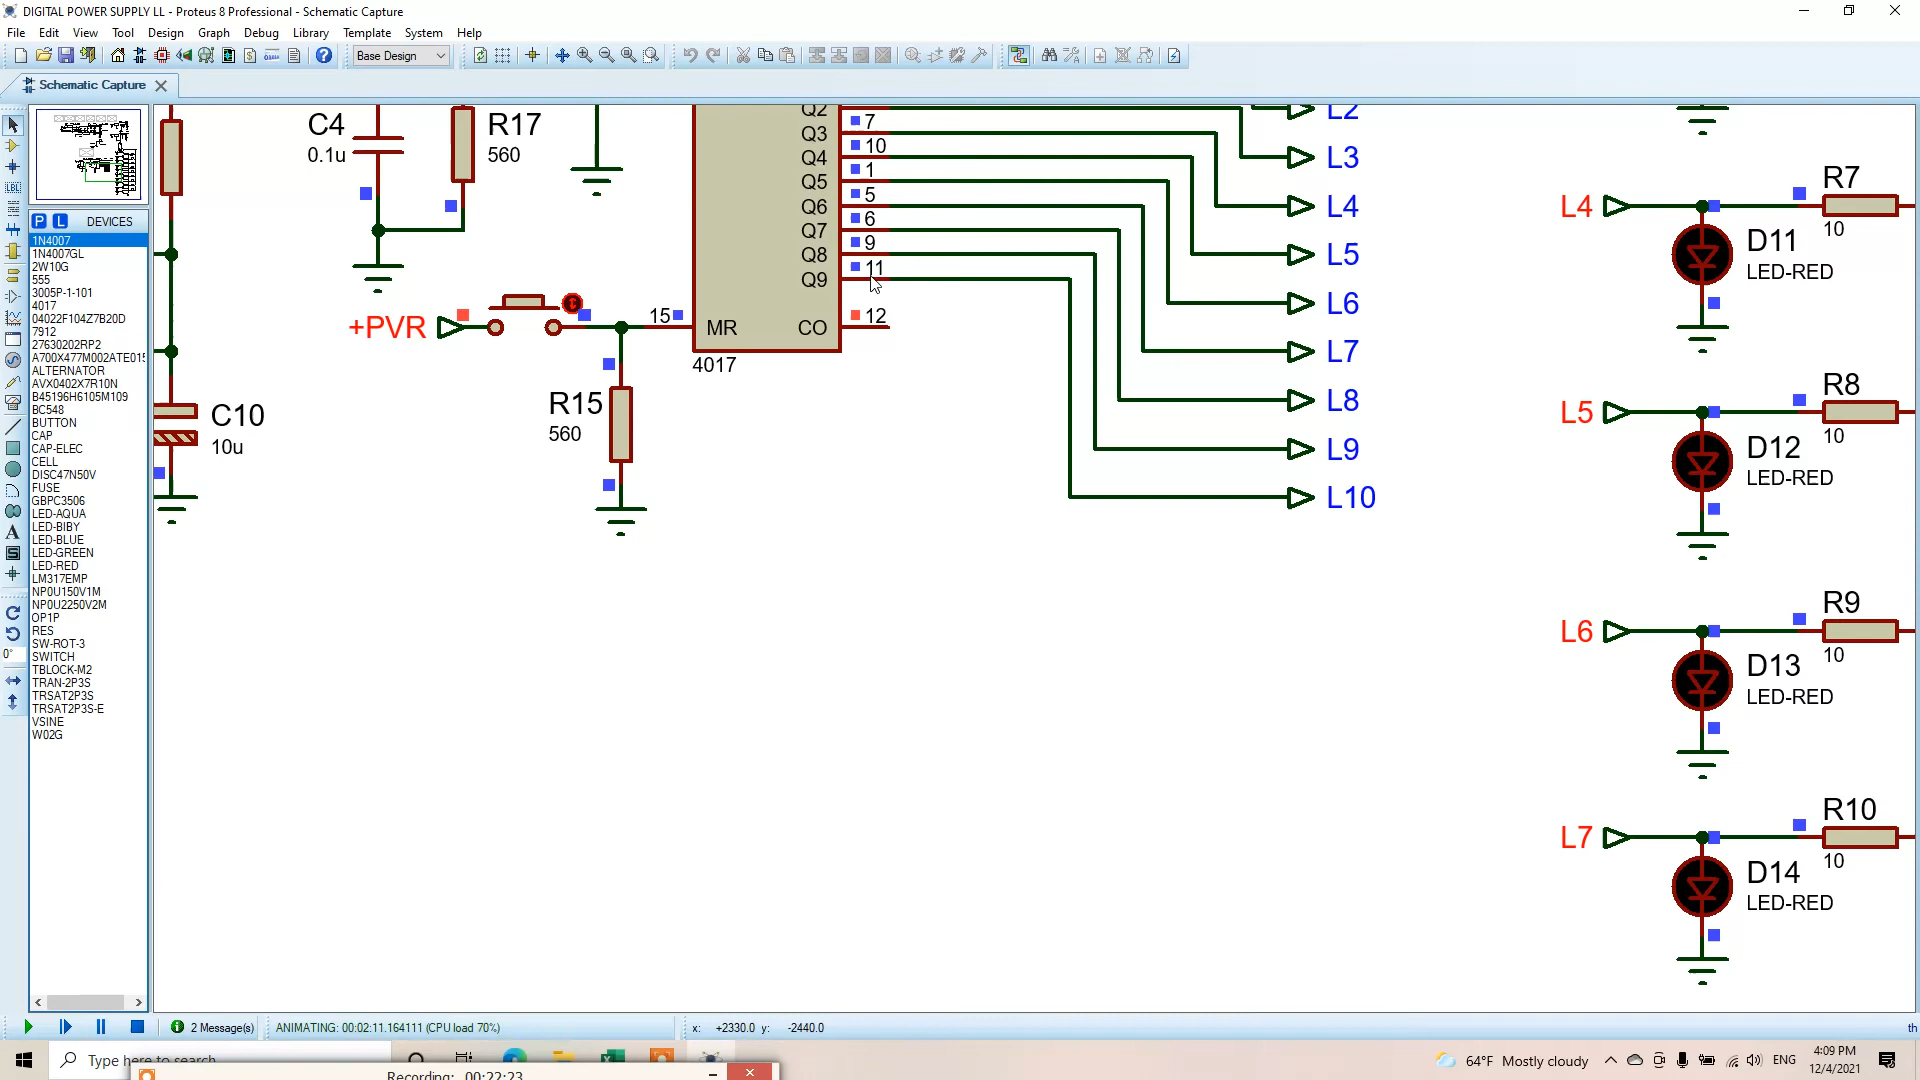 DIGITAL POWER SUPPLY LL - Proteus 8 Professional - Schematic Capture
File Edit View Tool Design Graph Debug Library Template System Help
Base Design
Schematic Capture
P L DEVICES
1N4007
1N4007GL
2W10G
555
3005P-1-101
4017
04022F104Z7B20D
7912
27630202RP2
A700X477M002ATE015
ALTERNATOR
AVX0402X7R10N
B45196H6105M109
BC548
BUTTON
CAP
CAP-ELEC
CELL
DISC47N50V
FUSE
GBPC3506
LED-AQUA
LED-BIBY
LED-BLUE
LED-GREEN
LED-RED
LM317EMP
NP0U150V1M
NP0U2250V2M
OP1P
RES
SW-ROT-3
SWITCH
TBLOCK-M2
TRAN-2P3S
TRSAT2P3S
TRSAT2P3S-E
VSINE
W02G
LBL
A
S
0°
C4
0.1u
R17
560
C10
10u
+PVR
R15
560
15
MR
CO
12
4017
Q2
Q3 7
Q4 10
Q5 1
Q6 5
Q7 6
Q8 9
Q9 11
L2
L3
L4
L5
L6
L7
L8
L9
L10
L4
R7
10
D11
LED-RED
L5
R8
10
D12
LED-RED
L6
R9
10
D13
LED-RED
L7
R10
10
D14
LED-RED
2 Message(s)
ANIMATING: 00:02:11.164111 (CPU load 70%)
x: +2330.0 y: -2440.0
th
Type here to search
Recording: 00:22:23
64°F Mostly cloudy
ENG
4:09 PM
12/4/2021